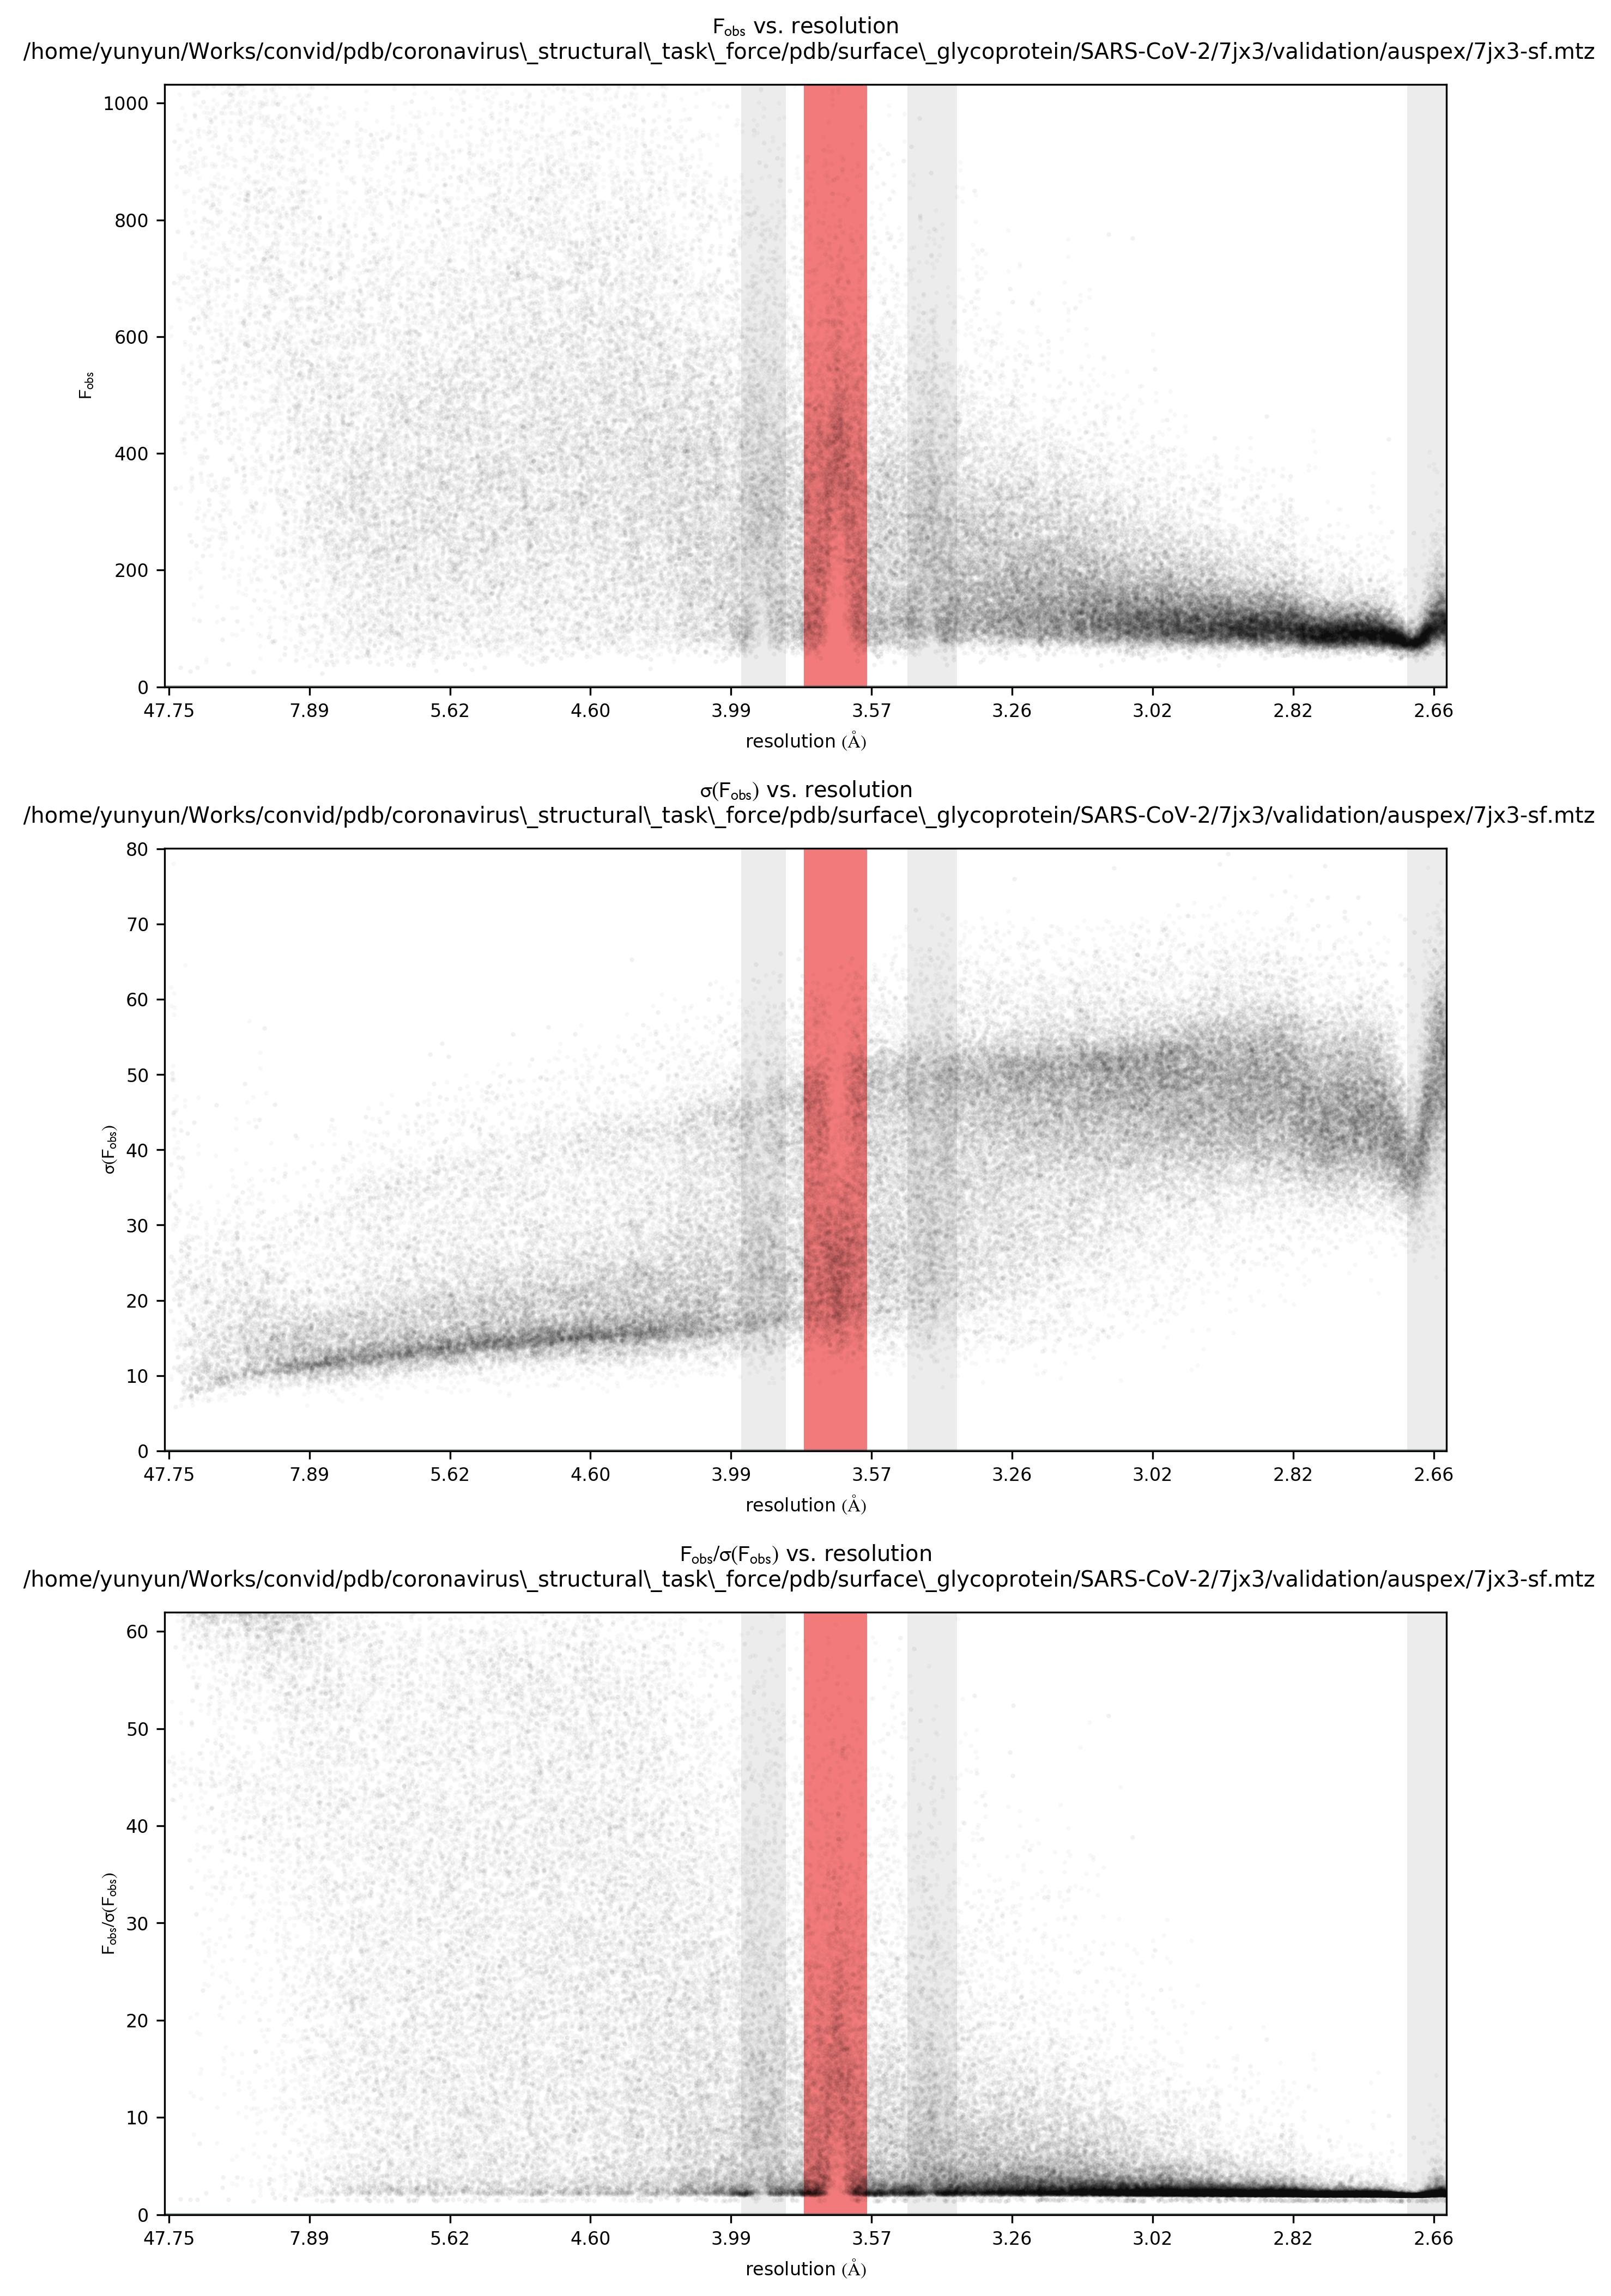 Fobs vs. resolution
/home/yunyun/Works/convid/pdb/coronavirus\_structural\_task\_force/pdb/surface\_glycoprotein/SARS-CoV-2/7jx3/validation/auspex/7jx3-sf.mtz
1000
800
600
400
200
0
Fobs
47.75 7.89 5.62 4.60 3.99 3.57 3.26 3.02 2.82 2.66
resolution (Å)
σ(Fobs) vs. resolution
/home/yunyun/Works/convid/pdb/coronavirus\_structural\_task\_force/pdb/surface\_glycoprotein/SARS-CoV-2/7jx3/validation/auspex/7jx3-sf.mtz
80
70
60
50
40
30
20
10
0
σ(Fobs)
47.75 7.89 5.62 4.60 3.99 3.57 3.26 3.02 2.82 2.66
resolution (Å)
Fobs/σ(Fobs) vs. resolution
/home/yunyun/Works/convid/pdb/coronavirus\_structural\_task\_force/pdb/surface\_glycoprotein/SARS-CoV-2/7jx3/validation/auspex/7jx3-sf.mtz
60
50
40
30
20
10
0
Fobs/σ(Fobs)
47.75 7.89 5.62 4.60 3.99 3.57 3.26 3.02 2.82 2.66
resolution (Å)